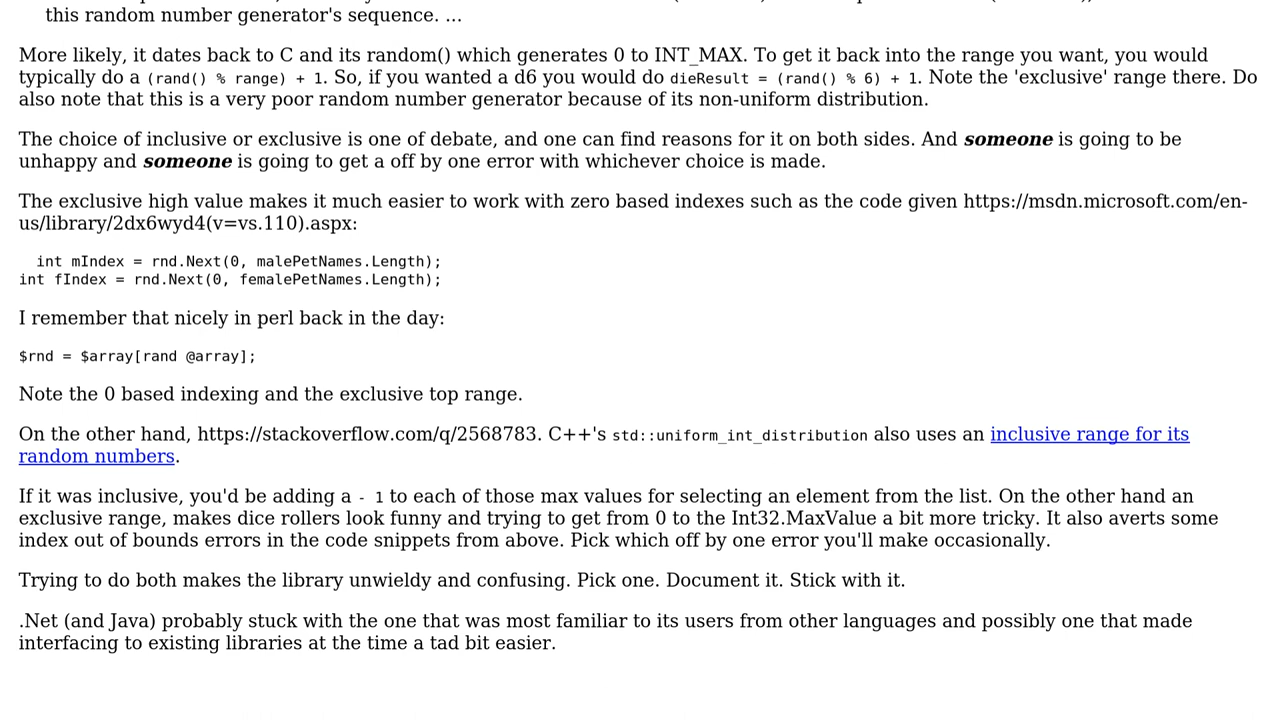 this random number generator's sequence. ...
More likely, it dates back to C and its random() which generates 0 to INT_MAX. To get it back into the range you want, you would
typically do a (rand() % range) + 1. So, if you wanted a d6 you would do dieResult = (rand() % 6) + 1. Note the 'exclusive' range there. Do
also note that this is a very poor random number generator because of its non-uniform distribution.
The choice of inclusive or exclusive is one of debate, and one can find reasons for it on both sides. And someone is going to be
unhappy and someone is going to get a off by one error with whichever choice is made.
The exclusive high value makes it much easier to work with zero based indexes such as the code given https://msdn.microsoft.com/en-
us/library/2dx6wyd4(v=vs.110).aspx:
int mIndex = rnd.Next(0, malePetNames.Length);
int fIndex = rnd.Next(0, femalePetNames.Length);
I remember that nicely in perl back in the day:
$rnd = $array[rand @array];
Note the 0 based indexing and the exclusive top range.
On the other hand, https://stackoverflow.com/q/2568783. C++'s std::uniform_int_distribution also uses an inclusive range for its
random numbers.
If it was inclusive, you'd be adding a - 1 to each of those max values for selecting an element from the list. On the other hand an
exclusive range, makes dice rollers look funny and trying to get from 0 to the Int32.MaxValue a bit more tricky. It also averts some
index out of bounds errors in the code snippets from above. Pick which off by one error you'll make occasionally.
Trying to do both makes the library unwieldy and confusing. Pick one. Document it. Stick with it.
.Net (and Java) probably stuck with the one that was most familiar to its users from other languages and possibly one that made
interfacing to existing libraries at the time a tad bit easier.